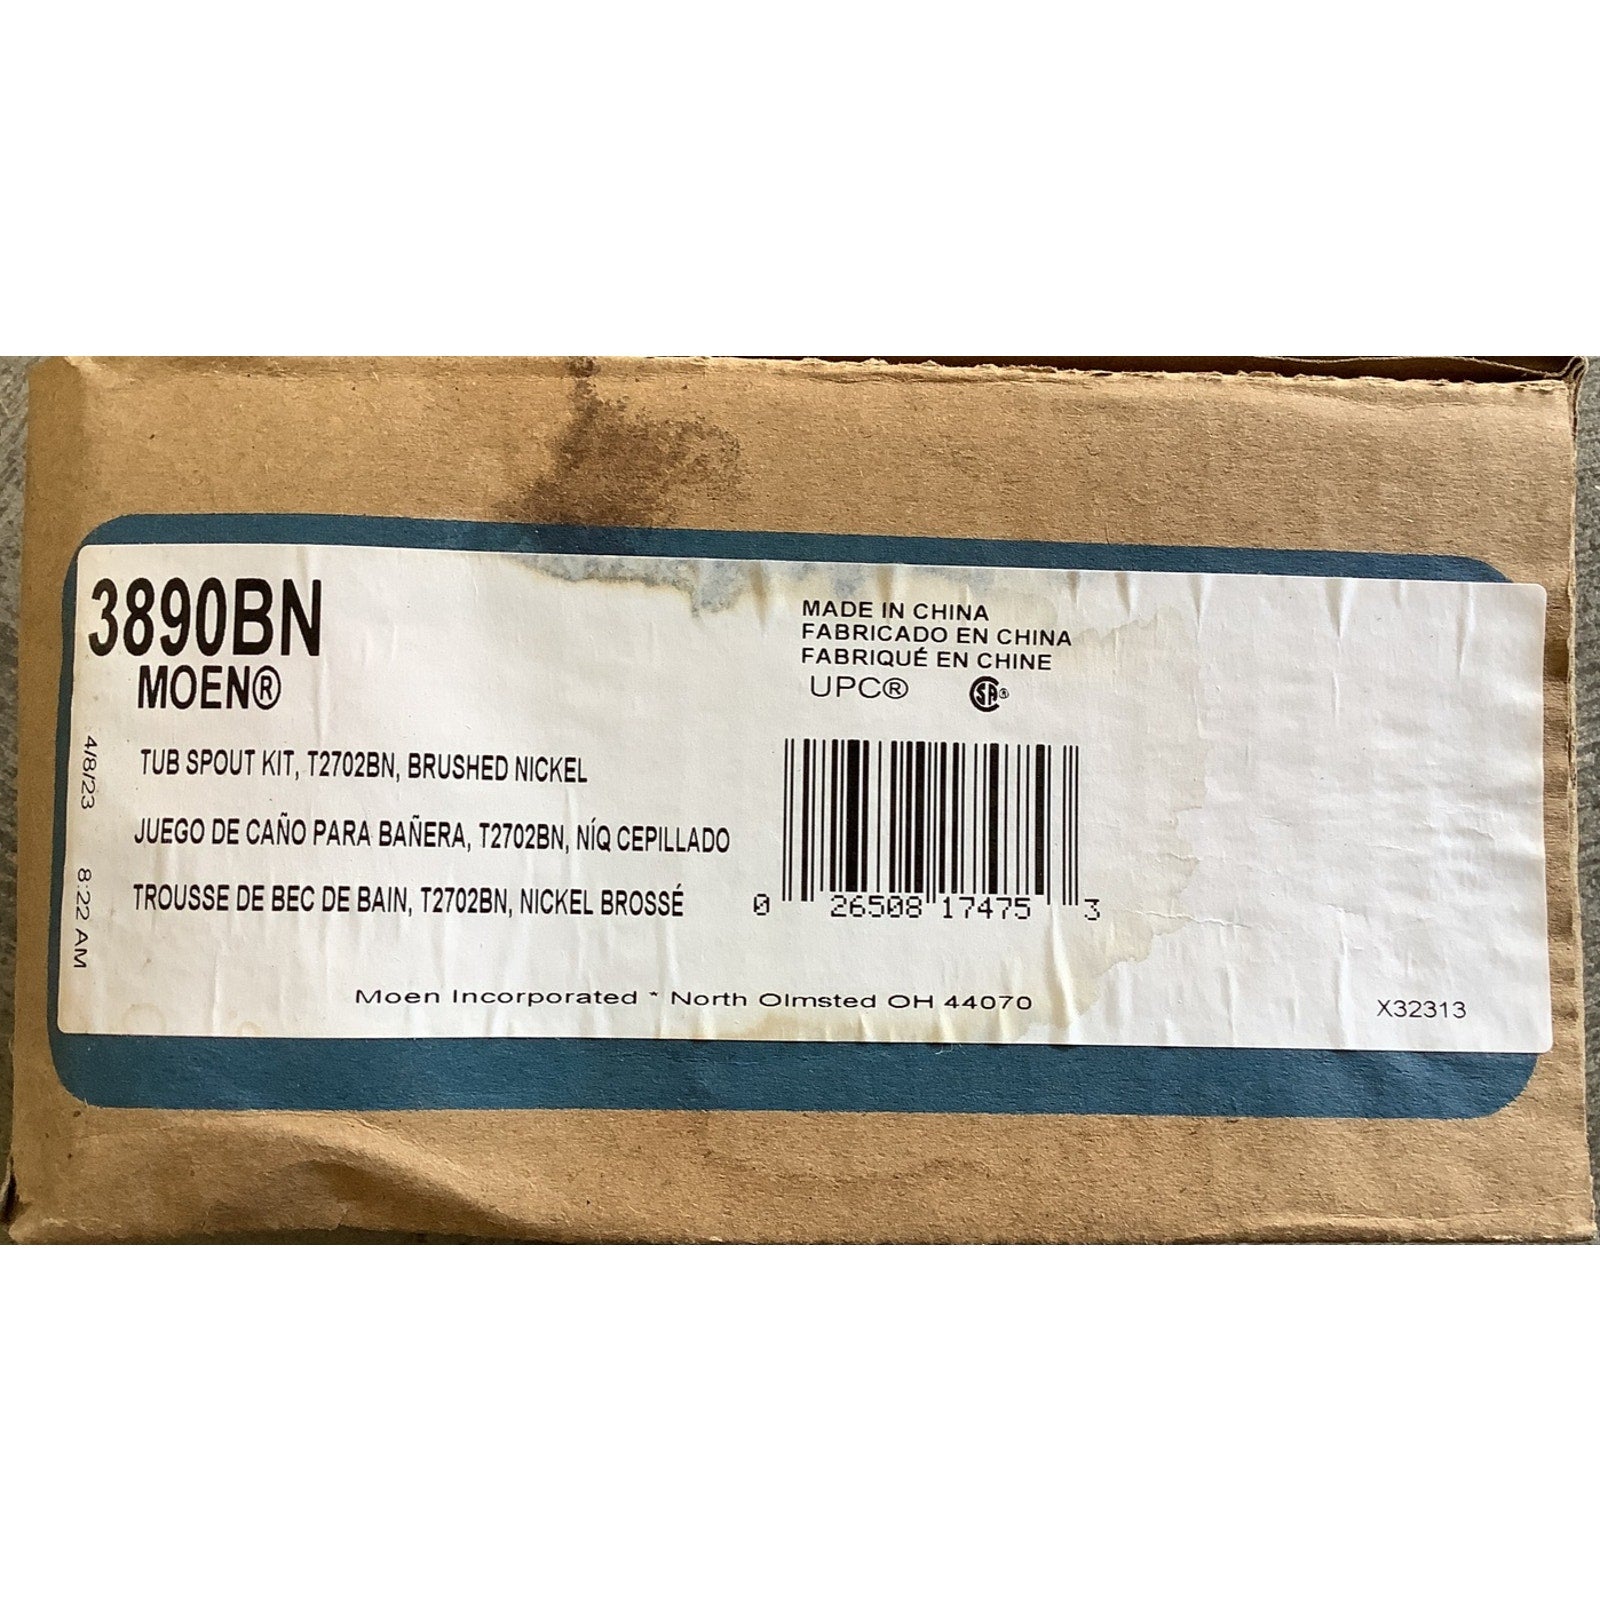 3890BN
MOEN®
TUB SPOUT KIT, T2702BN, BRUSHED NICKEL
JUEGO DE CAÑO PARA BAÑERA, T2702BN, NÍQ CEPILLADO
TROUSSE DE BEC DE BAIN, T2702BN, NICKEL BROSSÉ
4/8/23 8:22 AM
MADE IN CHINA
FABRICADO EN CHINA
FABRIQUÉ EN CHINE
UPC® SA®
0 26508 17475 3
Moen Incorporated * North Olmsted OH 44070
X32313